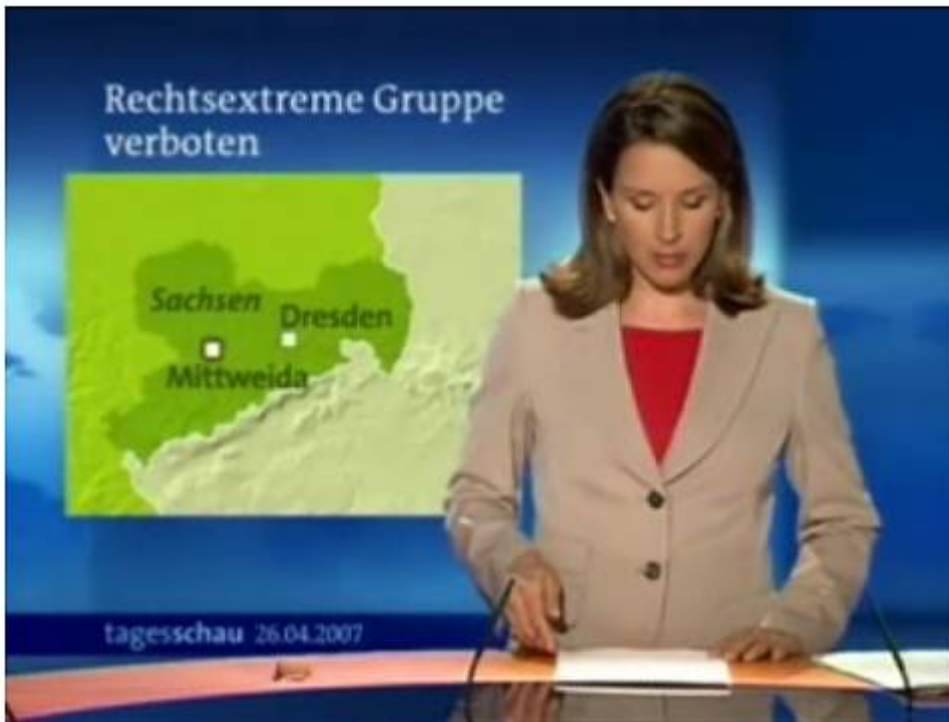 Rechtsextreme Gruppe
verboten
Sachsen
Dresden
Mittweida
tagesschau 26.04.2007